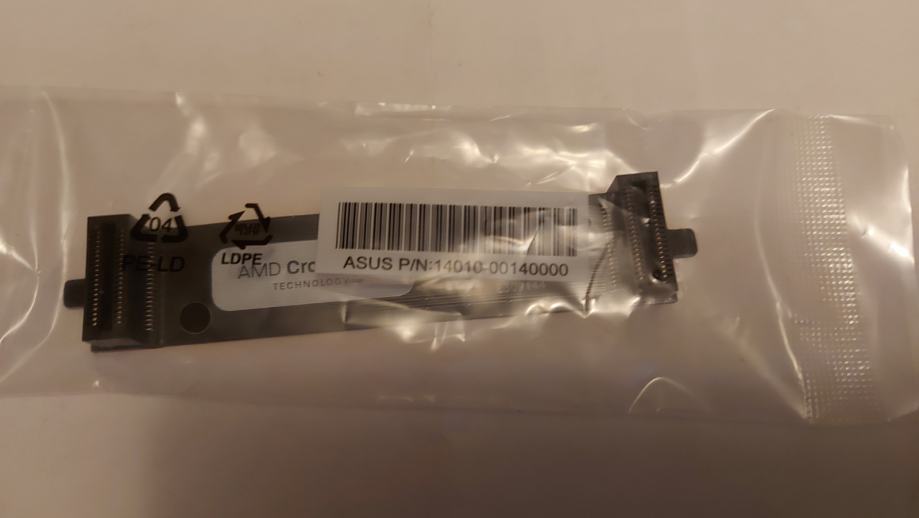 04
PE-LD
LDPE
AMD Cro
TECHNOLOGY
ASUS P/N:14010-00140000